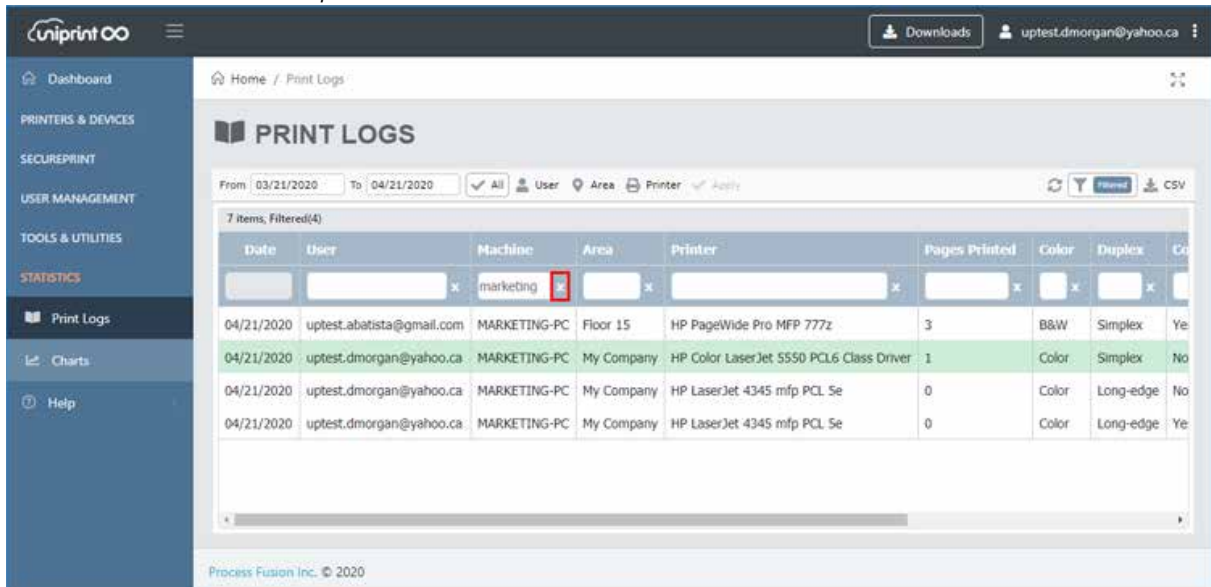 uniprint
Downloads
uptest.dmorgan@yahoo.ca
Dashboard
PRINTERS & DEVICES
SECUREPRINT
USER MANAGEMENT
TOOLS & UTILITIES
STATISTICS
Print Logs
Charts
Help
Home / Print Logs
PRINT LOGS
From 03/21/2020 To 04/21/2020 All User Area Printer Apply Filtered CSV
7 items, Filtered(4)
Date User Machine Area Printer Pages Printed Color Duplex Co
x marketing x x x x x x
04/21/2020 uptest.abatista@gmail.com MARKETING-PC Floor 15 HP PageWide Pro MFP 777z 3 B&W Simplex Ye
04/21/2020 uptest.dmorgan@yahoo.ca MARKETING-PC My Company HP Color LaserJet 5550 PCL6 Class Driver 1 Color Simplex No
04/21/2020 uptest.dmorgan@yahoo.ca MARKETING-PC My Company HP LaserJet 4345 mfp PCL 5e 0 Color Long-edge No
04/21/2020 uptest.dmorgan@yahoo.ca MARKETING-PC My Company HP LaserJet 4345 mfp PCL 5e 0 Color Long-edge Ye
Process Fusion Inc. © 2020